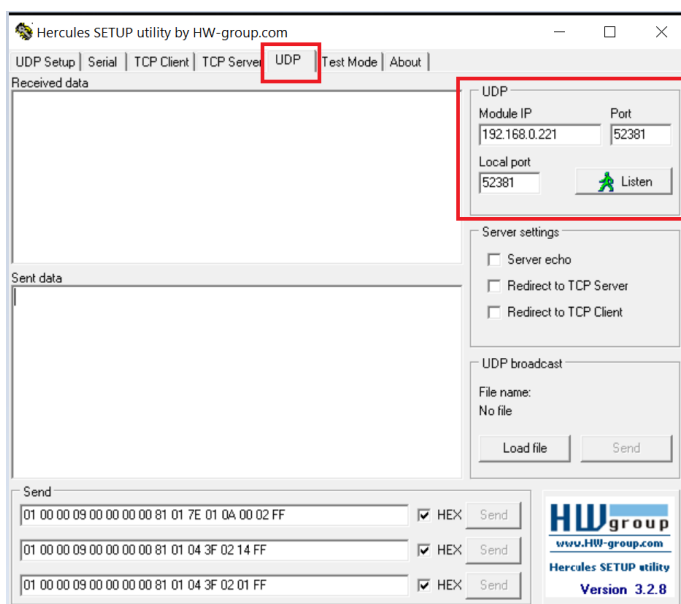 Hercules SETUP utility by HW-group.com
UDP Setup Serial TCP Client TCP Server UDP Test Mode About
Received data
UDP
Module IP Port
192.168.0.221 52381
Local port
52381 Listen
Server settings
Server echo
Redirect to TCP Server
Redirect to TCP Client
Sent data
UDP broadcast
File name:
No file
Load file Send
Send
01 00 00 09 00 00 00 00 81 01 7E 01 0A 00 02 FF HEX Send
01 00 00 09 00 00 00 00 81 01 04 3F 02 14 FF HEX Send
01 00 00 09 00 00 00 00 81 01 04 3F 02 01 FF HEX Send
HWgroup
www.HW-group.com
Hercules SETUP utility
Version 3.2.8